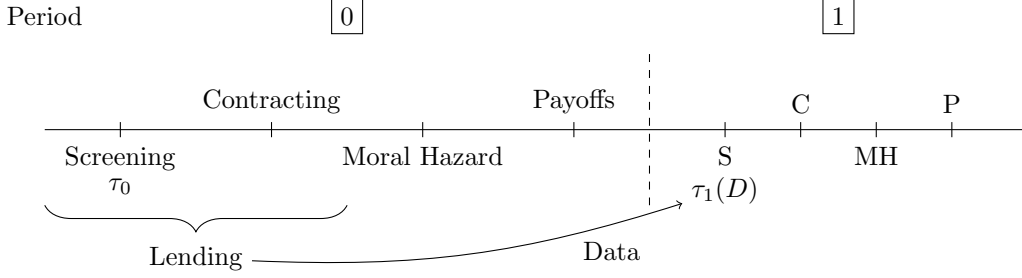 Period 0 1
Contracting Payoffs C P
Screening Moral Hazard S MH
τ₀ τ₁(D)
Lending Data